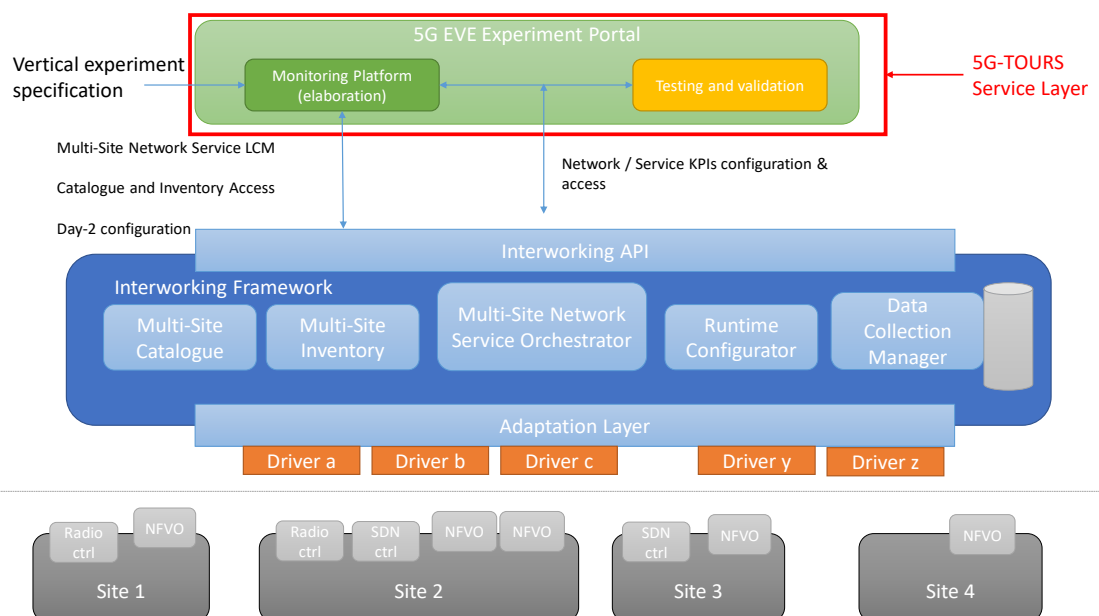 5G EVE Experiment Portal
Vertical experiment
specification
Monitoring Platform
(elaboration)
Testing and validation
5G-TOURS
Service Layer
Multi-Site Network Service LCM
Catalogue and Inventory Access
Day-2 configuration
Network / Service KPIs configuration &
access
Interworking API
Interworking Framework
Multi-Site
Catalogue
Multi-Site
Inventory
Multi-Site Network
Service Orchestrator
Runtime
Configurator
Data
Collection
Manager
Adaptation Layer
Driver a
Driver b
Driver c
Driver y
Driver z
Radio
ctrl
NFVO
Site 1
Radio
ctrl
SDN
ctrl
NFVO
NFVO
Site 2
SDN
ctrl
NFVO
Site 3
NFVO
Site 4